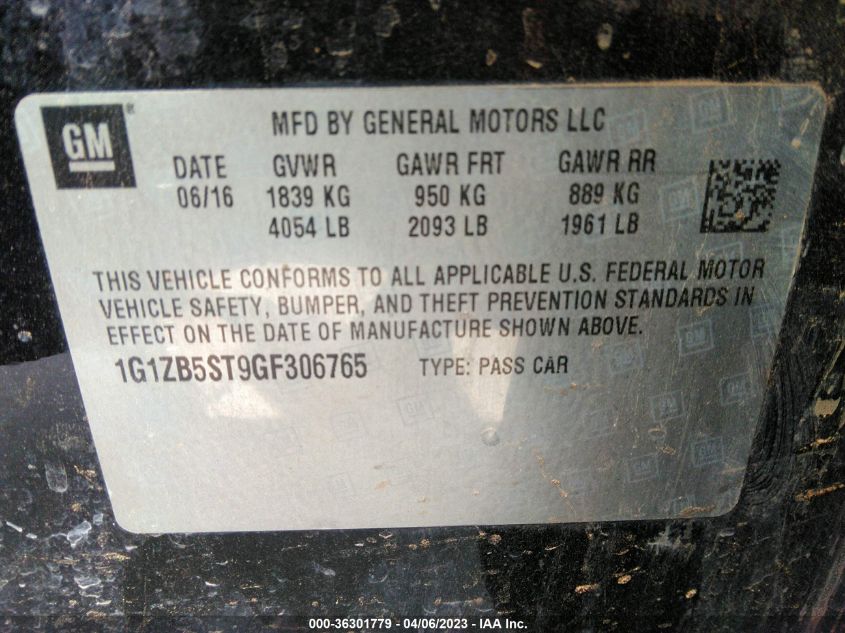 GM®
MFD BY GENERAL MOTORS LLC
DATE GVWR GAWR FRT GAWR RR
06/16 1839 KG 950 KG 889 KG
4054 LB 2093 LB 1961 LB
THIS VEHICLE CONFORMS TO ALL APPLICABLE U.S. FEDERAL MOTOR
VEHICLE SAFETY, BUMPER, AND THEFT PREVENTION STANDARDS IN
EFFECT ON THE DATE OF MANUFACTURE SHOWN ABOVE.
1G1ZB5ST9GF306765 TYPE: PASS CAR
000-36301779 - 04/06/2023 - IAA Inc.